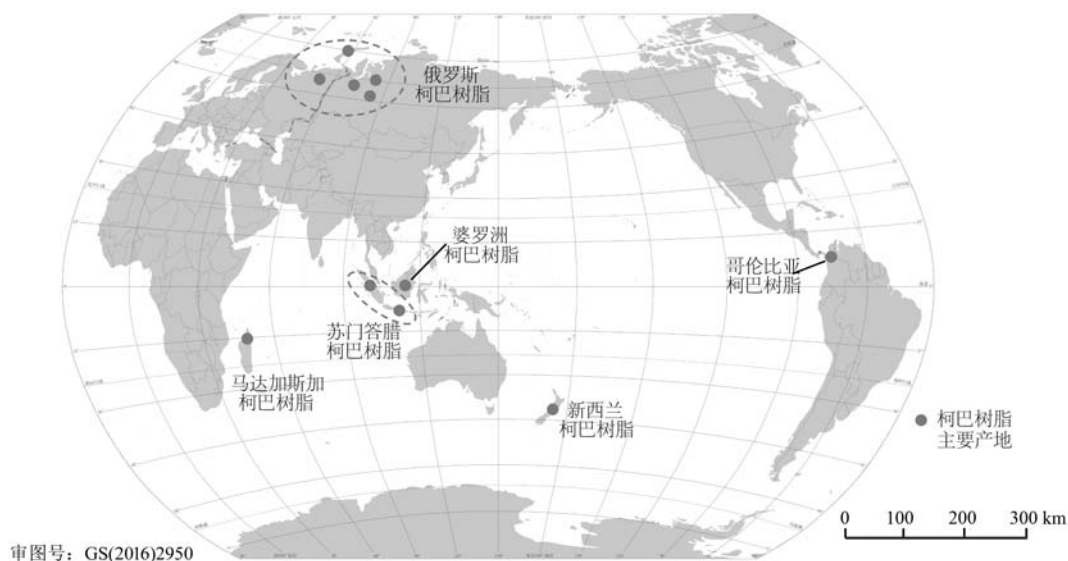 俄罗斯
柯巴树脂
婆罗洲
柯巴树脂
哥伦比亚
柯巴树脂
苏门答腊
柯巴树脂
马达加斯加
柯巴树脂
新西兰
柯巴树脂
柯巴树脂
主要产地
0 100 200 300 km
审图号：GS(2016)2950